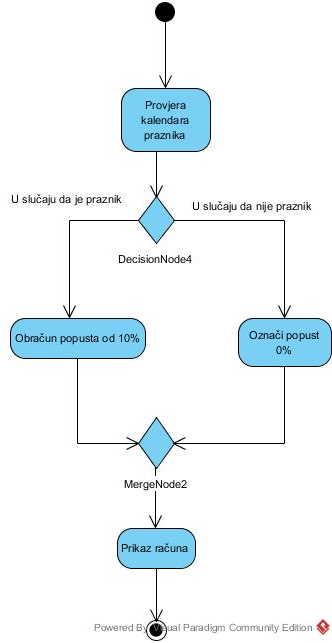 Provjera
kalendara
praznika
U slučaju da je praznik
U slučaju da nije praznik
DecisionNode4
Obračun popusta od 10%
Označi popust
0%
MergeNode2
Prikaz računa
Powered By Visual Paradigm Community Edition